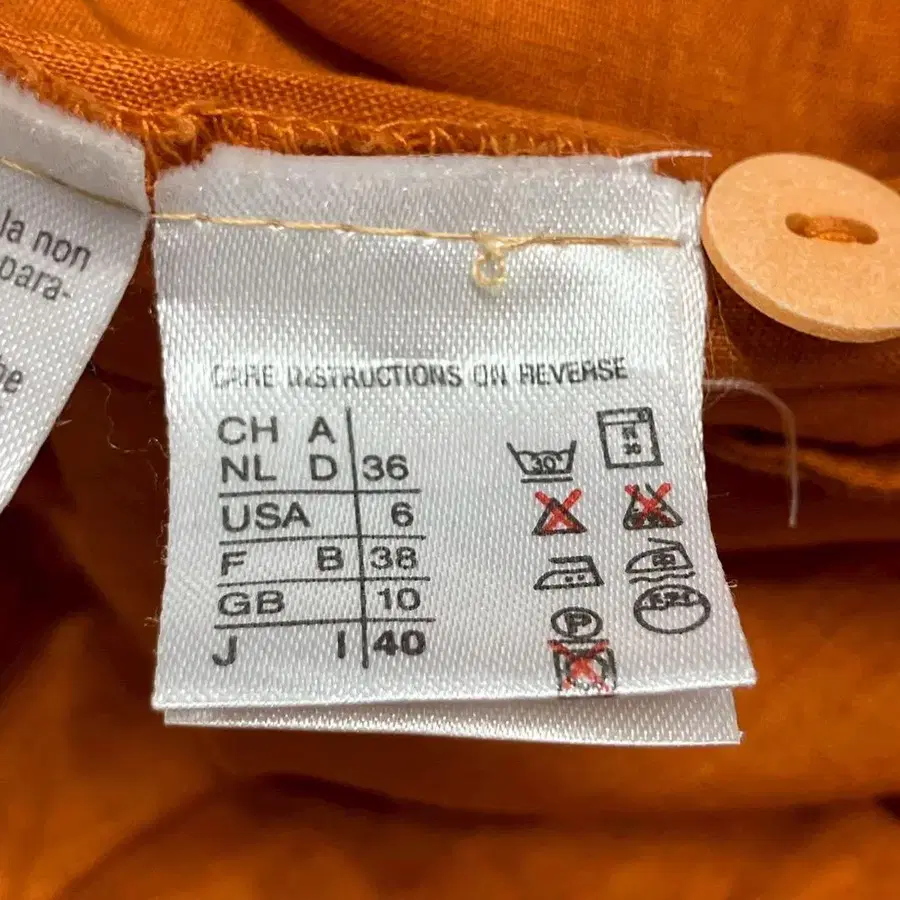 la non
para-
CARE INSTRUCTIONS ON REVERSE
CH A
NL D 36
USA 6
F B 38
GB 10
J I 40
30°
P